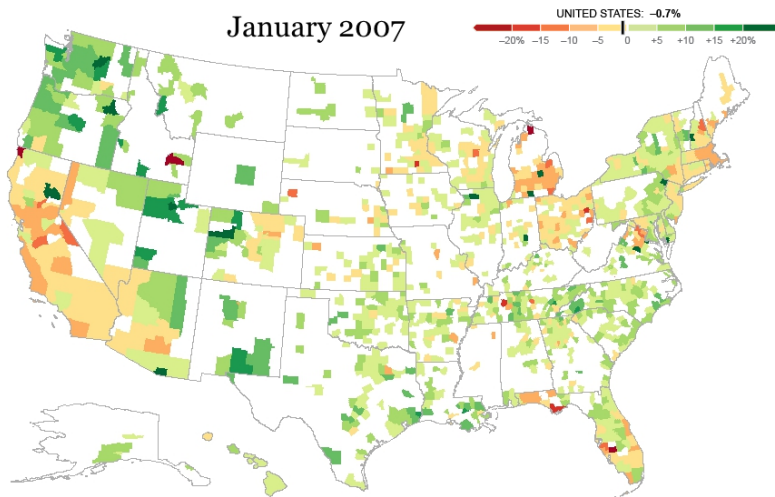 January 2007
UNITED STATES: –0.7%
–20% –15 –10 –5 0 +5 +10 +15 +20%